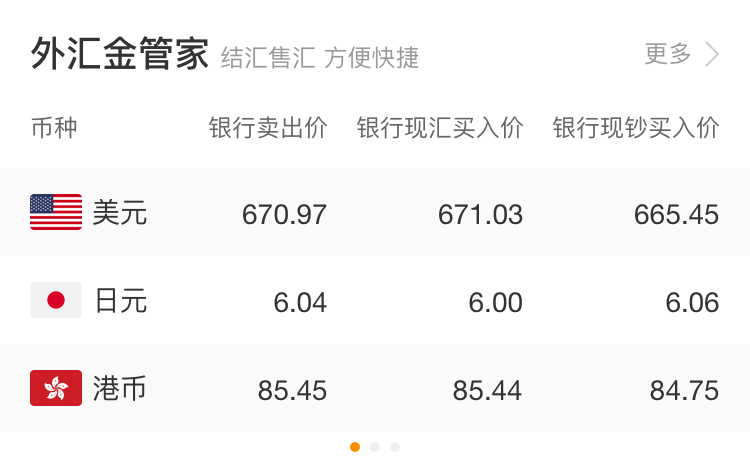 外汇金管家 结汇售汇 方便快捷 更多
币种 银行卖出价 银行现汇买入价 银行现钞买入价
美元 670.97 671.03 665.45
日元 6.04 6.00 6.06
港币 85.45 85.44 84.75